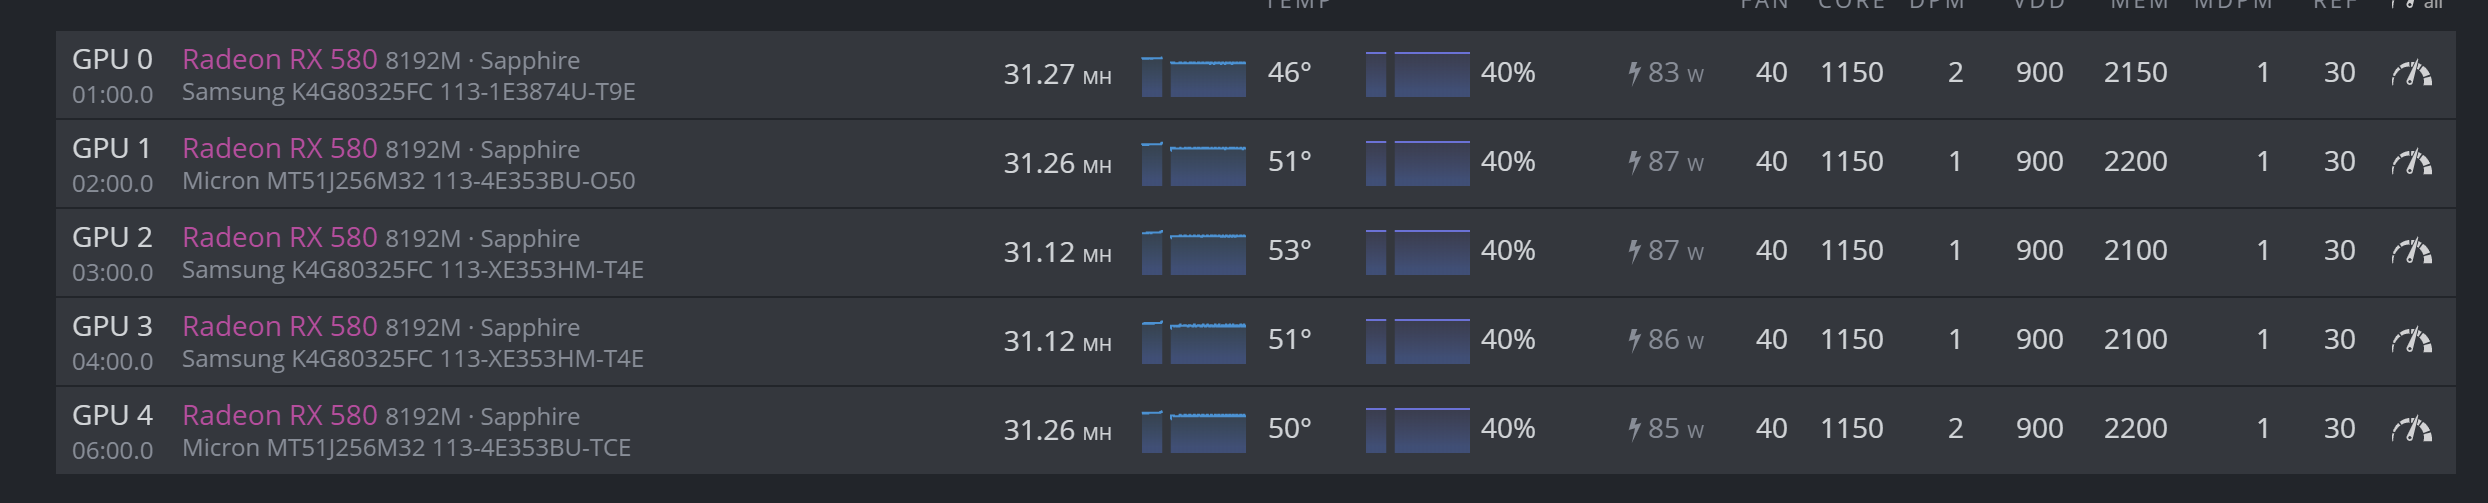 TEMP FAN CORE DPM VDD MEM MDPM REF all
GPU 0 Radeon RX 580 8192M · Sapphire
01:00.0 Samsung K4G80325FC 113-1E3874U-T9E
31.27 MH 46° 40% 83 W 40 1150 2 900 2150 1 30
GPU 1 Radeon RX 580 8192M · Sapphire
02:00.0 Micron MT51J256M32 113-4E353BU-O50
31.26 MH 51° 40% 87 W 40 1150 1 900 2200 1 30
GPU 2 Radeon RX 580 8192M · Sapphire
03:00.0 Samsung K4G80325FC 113-XE353HM-T4E
31.12 MH 53° 40% 87 W 40 1150 1 900 2100 1 30
GPU 3 Radeon RX 580 8192M · Sapphire
04:00.0 Samsung K4G80325FC 113-XE353HM-T4E
31.12 MH 51° 40% 86 W 40 1150 1 900 2100 1 30
GPU 4 Radeon RX 580 8192M · Sapphire
06:00.0 Micron MT51J256M32 113-4E353BU-TCE
31.26 MH 50° 40% 85 W 40 1150 2 900 2200 1 30